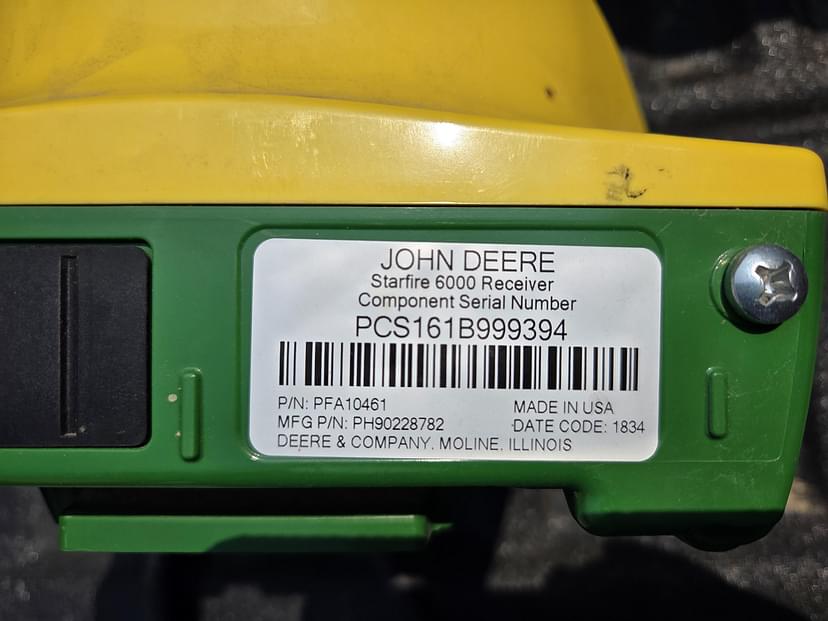 JOHN DEERE
Starfire 6000 Receiver
Component Serial Number
PCS161B999394
P/N: PFA10461
MADE IN USA
MFG P/N: PH90228782
DATE CODE: 1834
DEERE & COMPANY. MOLINE, ILLINOIS